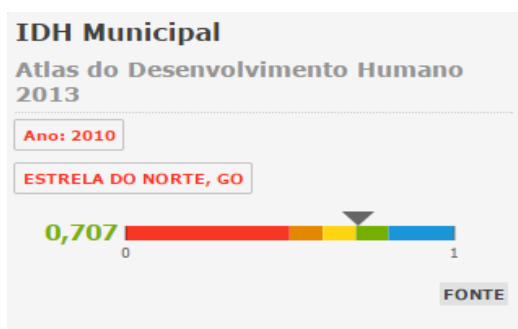 IDH Municipal
Atlas do Desenvolvimento Humano
2013
Ano: 2010
ESTRELA DO NORTE, GO
0,707
0 1
FONTE